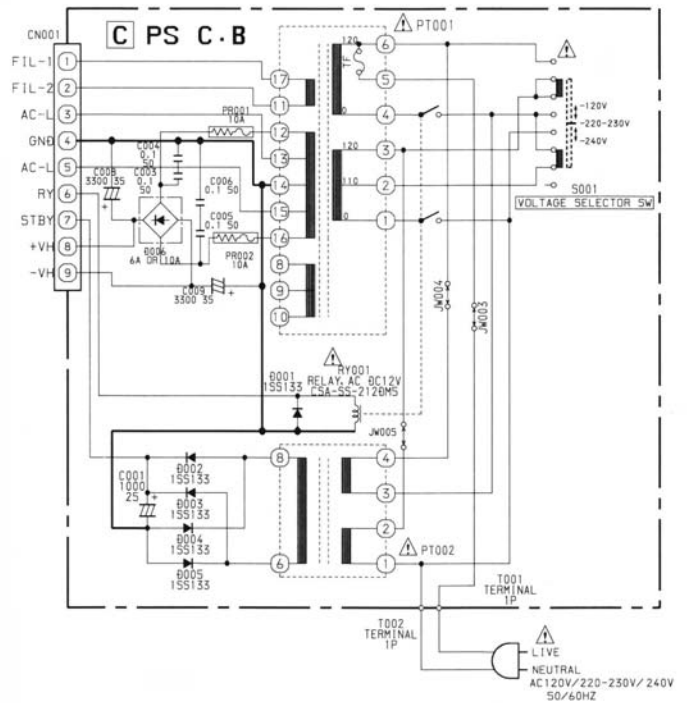 C PS C.B
CN001
FIL-1 1
FIL-2 2
AC-L 3
GND 4
AC-L 5
RY 6
STBY 7
+VH 8
-VH 9
C008
3300 35
+
C004
0.1
50
C003
0.1
50
C006
0.1 50
C005
0.1 50
PR001
10A
PR002
10A
D006
6A OR 10A
C009
3300 35
+
17
11
12
13
14
15
16
8
9
10
PT001
120
TF
0
120
110
0
6
5
4
3
2
1
-120V
-220-230V
-240V
S001
VOLTAGE SELECTOR SW
JW004
JW003
D001
1SS133
RY001
RELAY, AC DC12V
CSA-SS-212DM5
JW005
C001
1000
25
+
D002
1SS133
D003
1SS133
D004
1SS133
D005
1SS133
8
6
4
3
2
1
PT002
T001
TERMINAL
1P
T002
TERMINAL
1P
LIVE
NEUTRAL
AC120V/220-230V/240V
50/60HZ